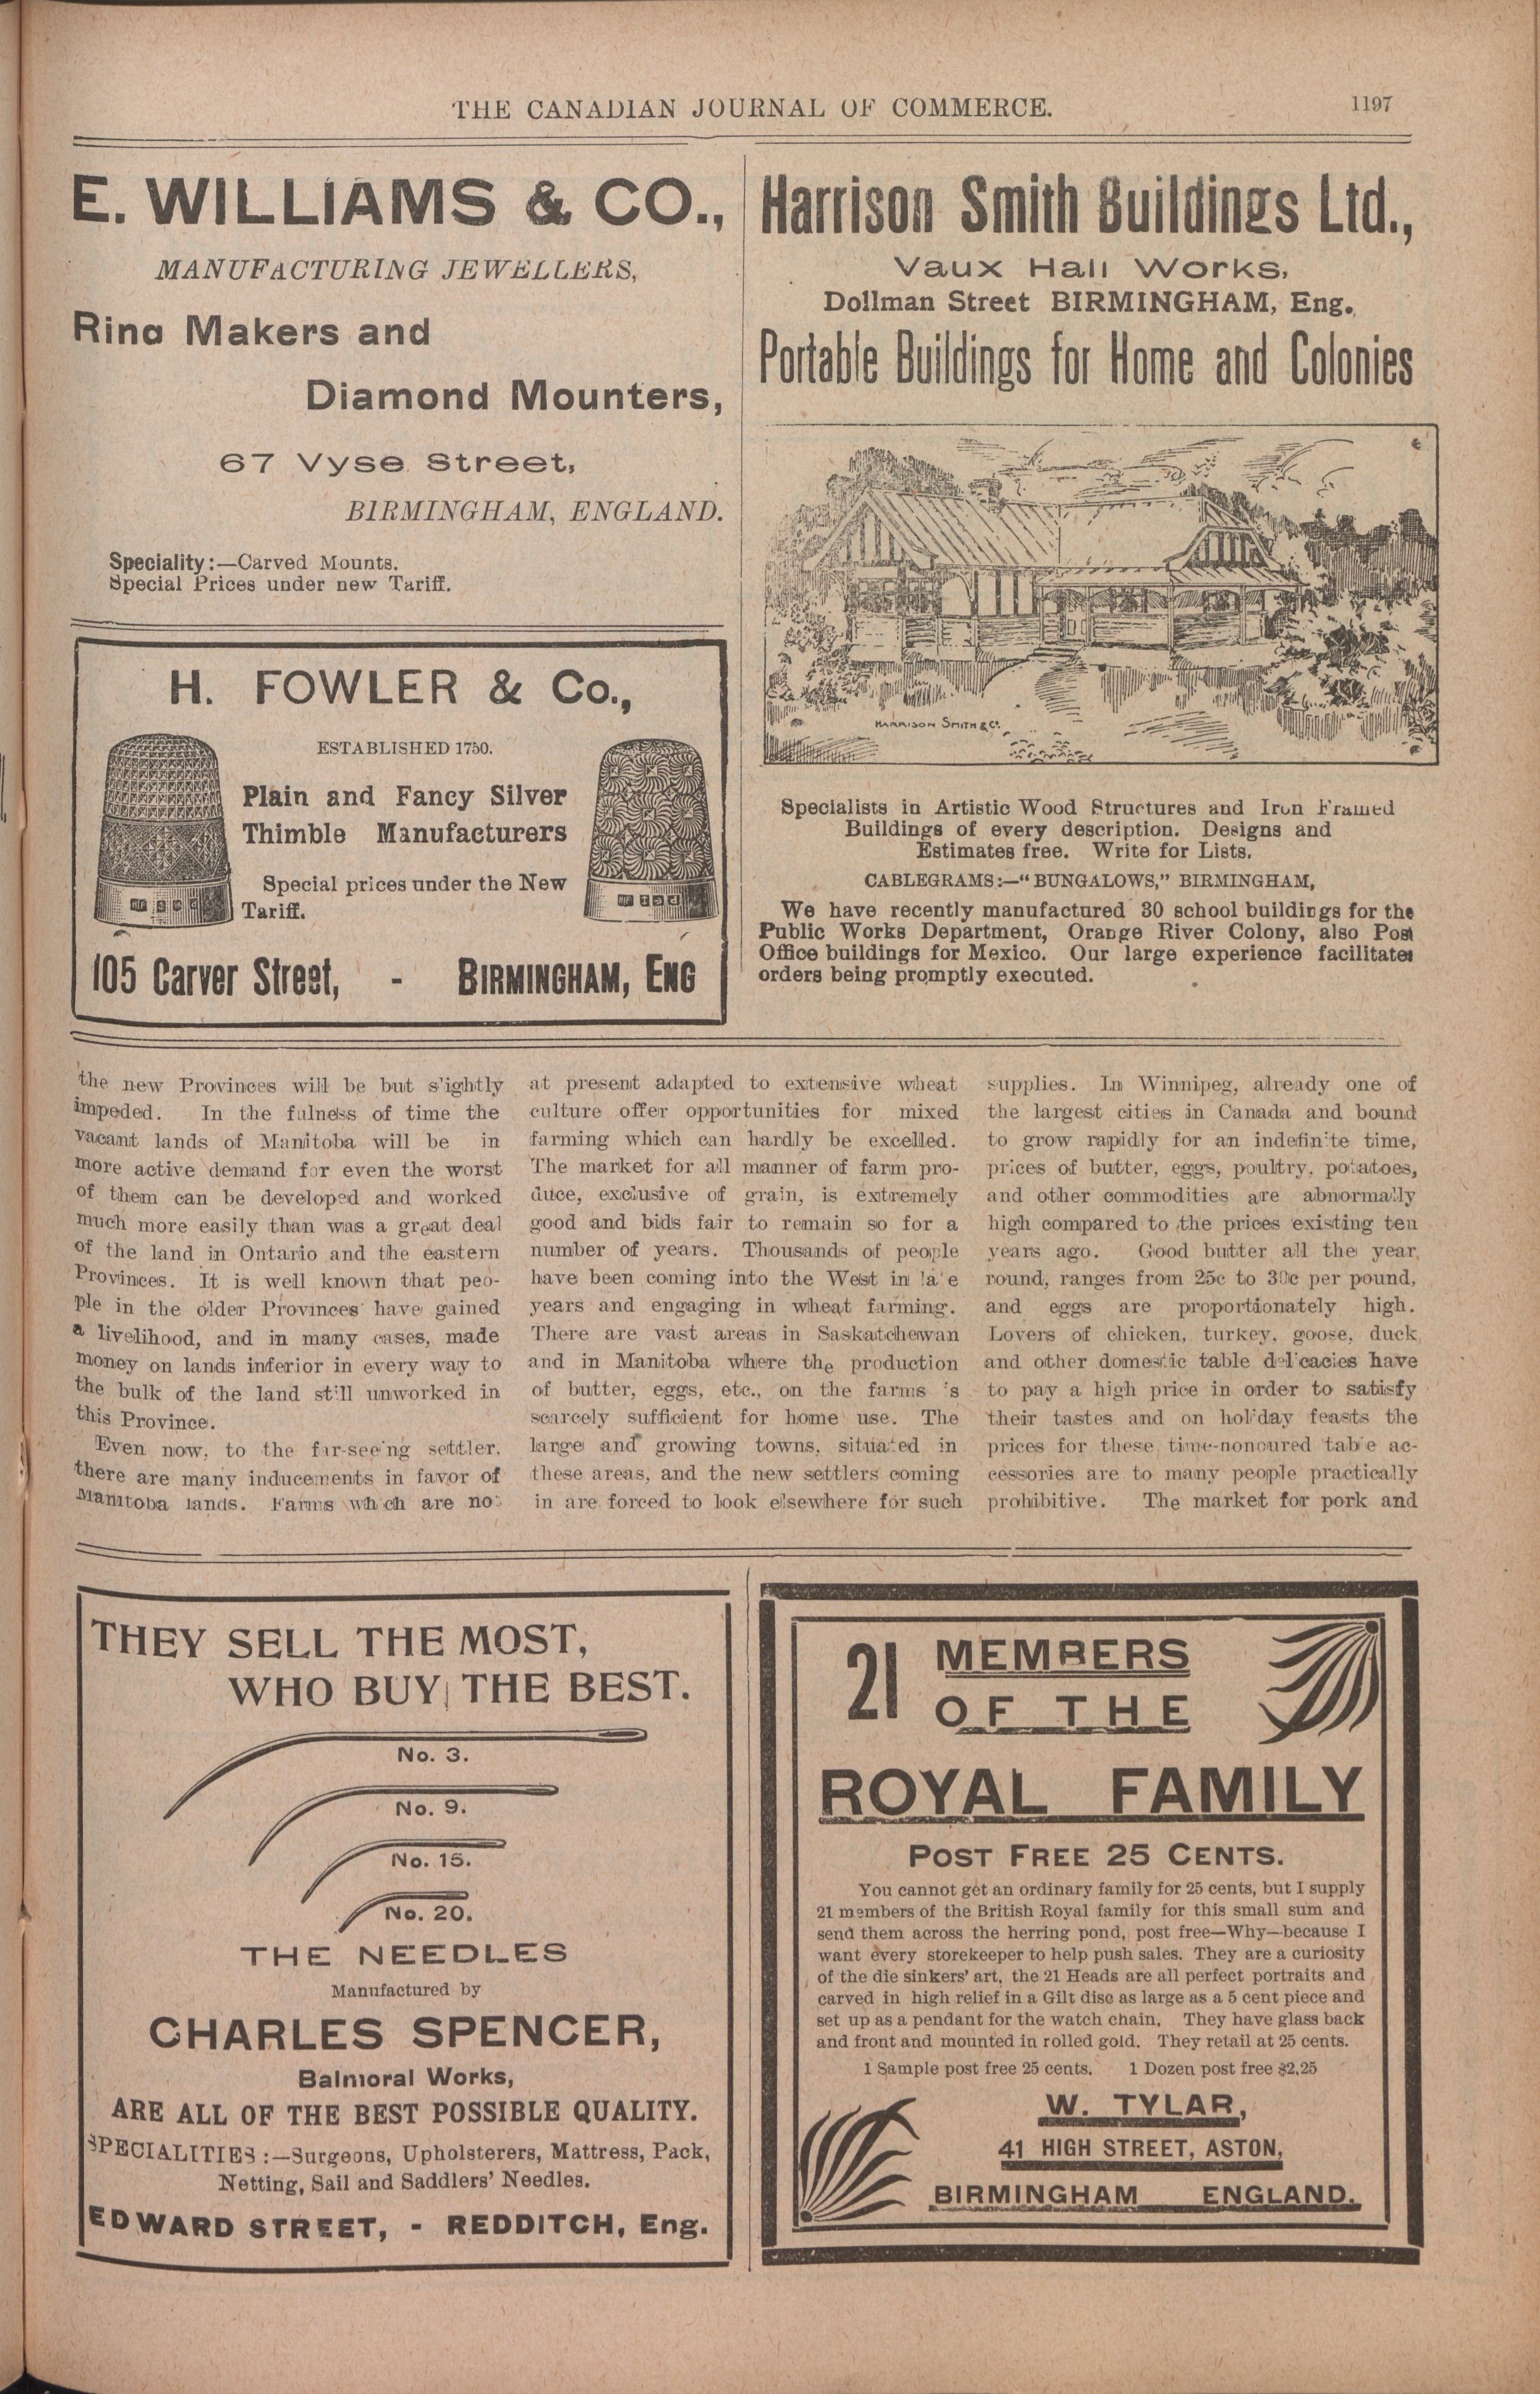 THE CANADIAN JOURNAL OF COMMERCE.
1197
E. WILLIAMS & CO.,
MANUFACTURING JEWELLERS,
Ring Makers and
Diamond Mounters,
67 Vyse Street,
BIRMINGHAM, ENGLAND.
Speciality:—Carved Mounts.
Special Prices under new Tariff.
H. FOWLER & Co.,
ESTABLISHED 1750.
Plain and Fancy Silver
Thimble Manufacturers
Special prices under the New
Tariff.
105 Carver Street, - BIRMINGHAM, ENG
Harrison Smith Buildings Ltd.,
Vaux Hall Works,
Dollman Street BIRMINGHAM, Eng.
Portable Buildings for Home and Colonies
HARRISON SMITH & Co.
Specialists in Artistic Wood Structures and Iron Framed
Buildings of every description. Designs and
Estimates free. Write for Lists.
CABLEGRAMS:—"BUNGALOWS," BIRMINGHAM,
We have recently manufactured 30 school buildings for the
Public Works Department, Orange River Colony, also Post
Office buildings for Mexico. Our large experience facilitates
orders being promptly executed.
the new Provinces will be but s'ightly
impeded. In the fulness of time the
vacant lands of Manitoba will be in
more active demand for even the worst
of them can be developed and worked
much more easily than was a great deal
of the land in Ontario and the eastern
Provinces. It is well known that peo-
ple in the older Provinces have gained
a livelihood, and in many cases, made
money on lands inferior in every way to
the bulk of the land still unworked in
this Province.
Even now, to the far-seeing settler,
there are many inducements in favor of
Manitoba lands. Farms which are not
at present adapted to extensive wheat
culture offer opportunities for mixed
farming which can hardly be excelled.
The market for all manner of farm pro-
duce, exclusive of grain, is extremely
good and bids fair to remain so for a
number of years. Thousands of people
have been coming into the West in la'e
years and engaging in wheat farming.
There are vast areas in Saskatchewan
and in Manitoba where the production
of butter, eggs, etc., on the farms 's
scarcely sufficient for home use. The
large and growing towns, situated in
these areas, and the new settlers coming
in are forced to look elsewhere for such
supplies. In Winnipeg, already one of
the largest cities in Canada and bound
to grow rapidly for an indefinite time,
prices of butter, eggs, poultry, potatoes,
and other commodities are abnormally
high compared to the prices existing ten
years ago. Good butter all the year
round, ranges from 25c to 30c per pound,
and eggs are proportionately high.
Lovers of chicken, turkey, goose, duck
and other domestic table delicacies have
to pay a high price in order to satisfy
their tastes and on holiday feasts the
prices for these time-honoured table ac-
cessories are to many people practically
prohibitive. The market for pork and
THEY SELL THE MOST,
WHO BUY THE BEST.
No. 3.
No. 9.
No. 15.
No. 20.
THE NEEDLES
Manufactured by
CHARLES SPENCER,
Balmoral Works,
ARE ALL OF THE BEST POSSIBLE QUALITY.
SPECIALITIES:—Surgeons, Upholsterers, Mattress, Pack,
Netting, Sail and Saddlers' Needles.
EDWARD STREET, - REDDITCH, Eng.
21 MEMBERS
OF THE
ROYAL FAMILY
POST FREE 25 CENTS.
You cannot get an ordinary family for 25 cents, but I supply
21 members of the British Royal family for this small sum and
send them across the herring pond, post free—Why—because I
want every storekeeper to help push sales. They are a curiosity
of the die sinkers' art, the 21 Heads are all perfect portraits and
carved in high relief in a Gilt disc as large as a 5 cent piece and
set up as a pendant for the watch chain. They have glass back
and front and mounted in rolled gold. They retail at 25 cents.
1 Sample post free 25 cents. 1 Dozen post free $2.25
W. TYLAR,
41 HIGH STREET, ASTON,
BIRMINGHAM ENGLAND.